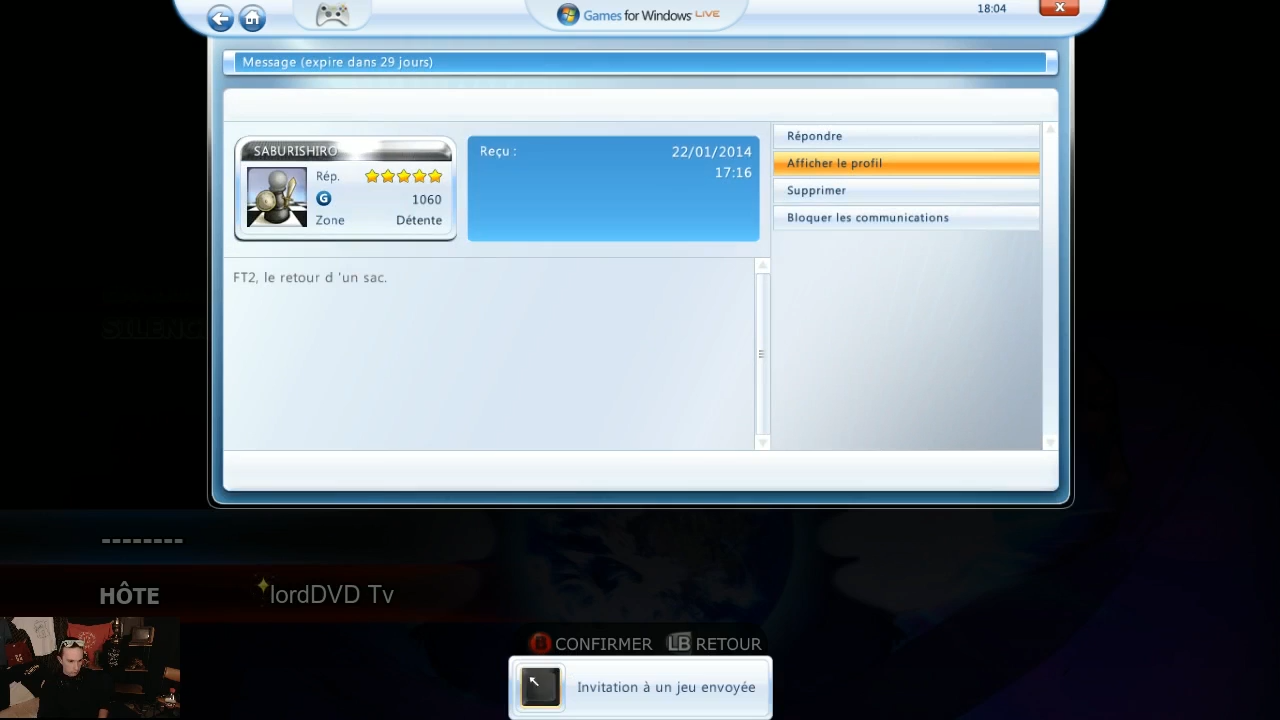 Games for Windows LIVE
18:04
Message (expire dans 29 jours)
SABURISHIRO
Rép.
G 1060
Zone Détente
Reçu : 22/01/2014
17:16
Répondre
Afficher le profil
Supprimer
Bloquer les communications
FT2, le retour d 'un sac.
SILENC
--------
HÔTE lordDVD Tv
B CONFIRMER LB RETOUR
Invitation à un jeu envoyée